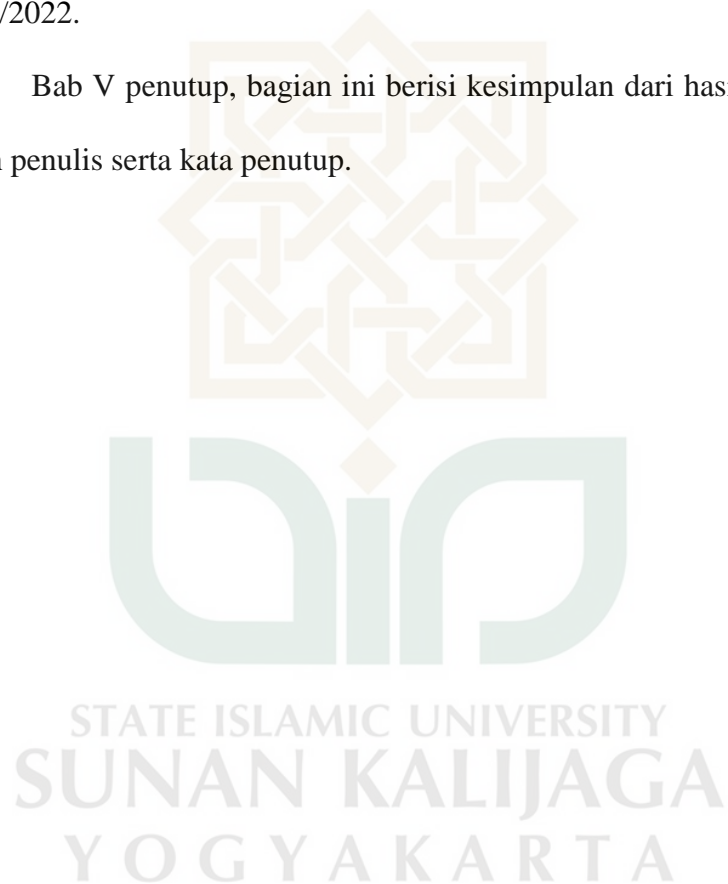 /2022.
Bab V penutup, bagian ini berisi kesimpulan dari has
penulis serta kata penutup.
STATE ISLAMIC UNIVERSITY
SUNAN KALIJAGA
YOGYAKARTA